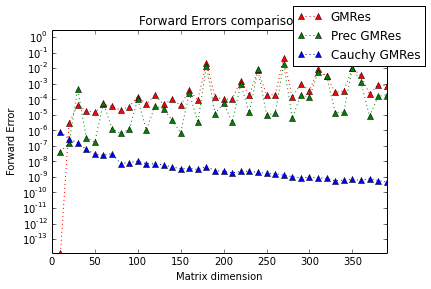 Forward Errors compariso
GMRes
Prec GMRes
Cauchy GMRes
Forward Error
10^0
10^-1
10^-2
10^-3
10^-4
10^-5
10^-6
10^-7
10^-8
10^-9
10^-10
10^-11
10^-12
10^-13
0 50 100 150 200 250 300 350
Matrix dimension